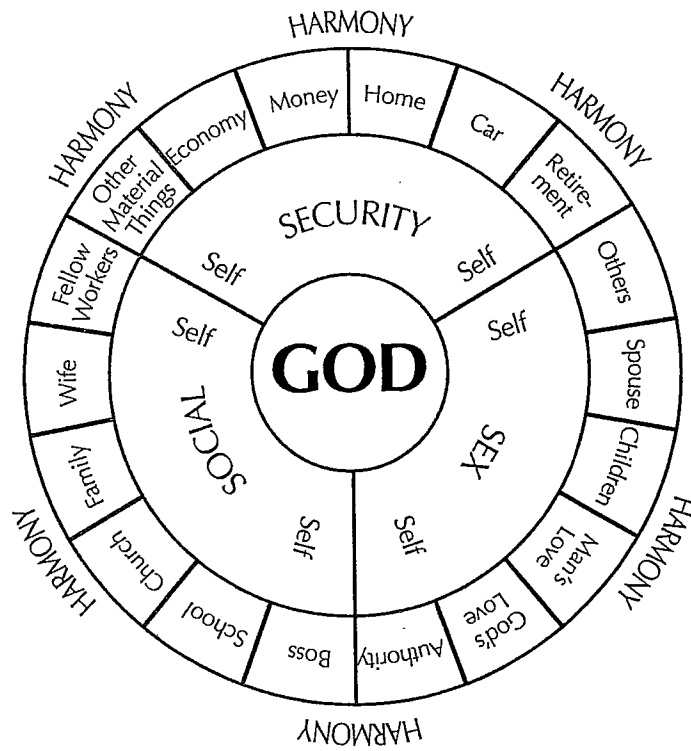 HARMONY
HARMONY
HARMONY
HARMONY
HARMONY
HARMONY
Money
Home
Car
Retire-
ment
Others
Spouse
Children
Man's
Love
God's
Love
Authority
Boss
School
Church
Family
Wife
Fellow
Workers
Other
Material
Things
Economy
SECURITY
Self
Self
SEX
Self
Self
SOCIAL
Self
Self
GOD